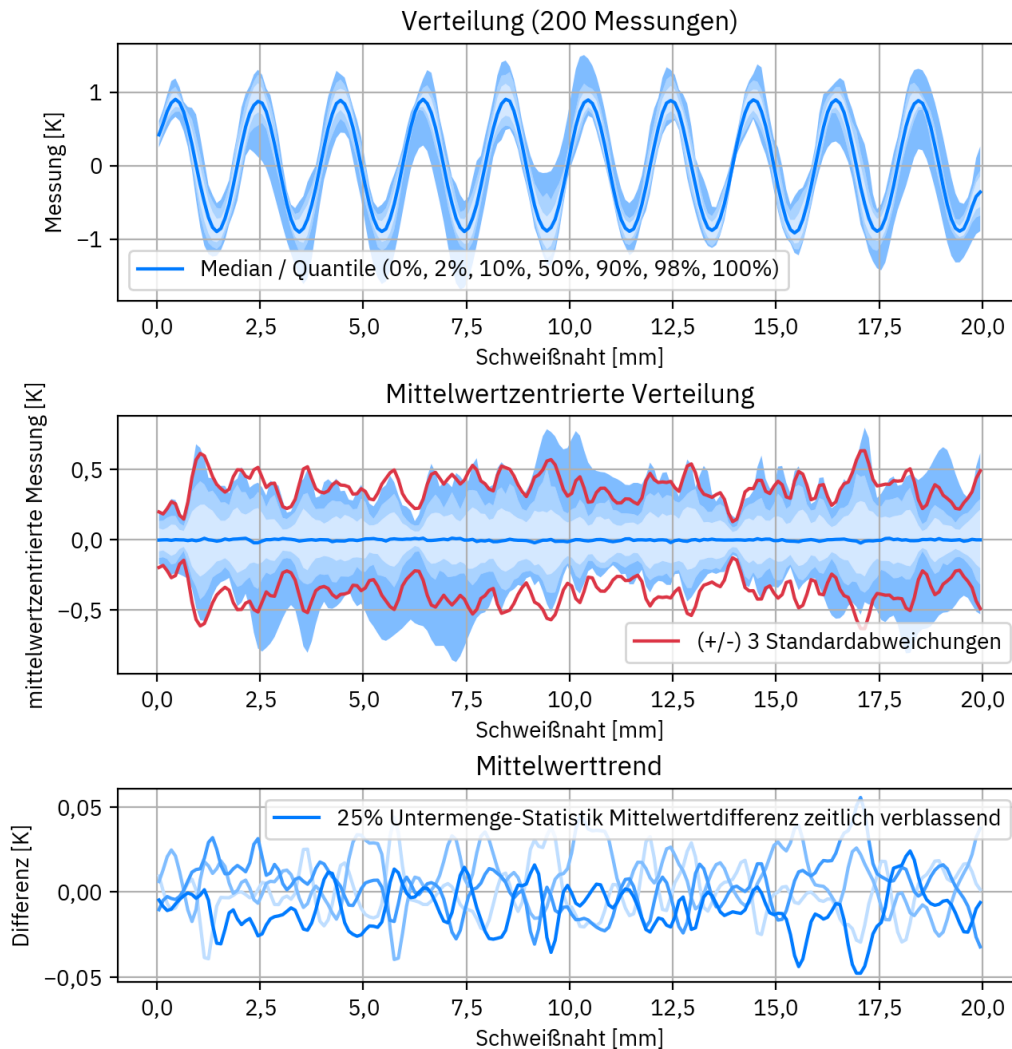 Verteilung (200 Messungen)
Messung [K]
1
0
−1
Median / Quantile (0%, 2%, 10%, 50%, 90%, 98%, 100%)
0,0 2,5 5,0 7,5 10,0 12,5 15,0 17,5 20,0
Schweißnaht [mm]
Mittelwertzentrierte Verteilung
mittelwertzentrierte Messung [K]
0,5
0,0
−0,5
(+/-) 3 Standardabweichungen
0,0 2,5 5,0 7,5 10,0 12,5 15,0 17,5 20,0
Schweißnaht [mm]
Mittelwerttrend
Differenz [K]
0,05
0,00
−0,05
25% Untermenge-Statistik Mittelwertdifferenz zeitlich verblassend
0,0 2,5 5,0 7,5 10,0 12,5 15,0 17,5 20,0
Schweißnaht [mm]